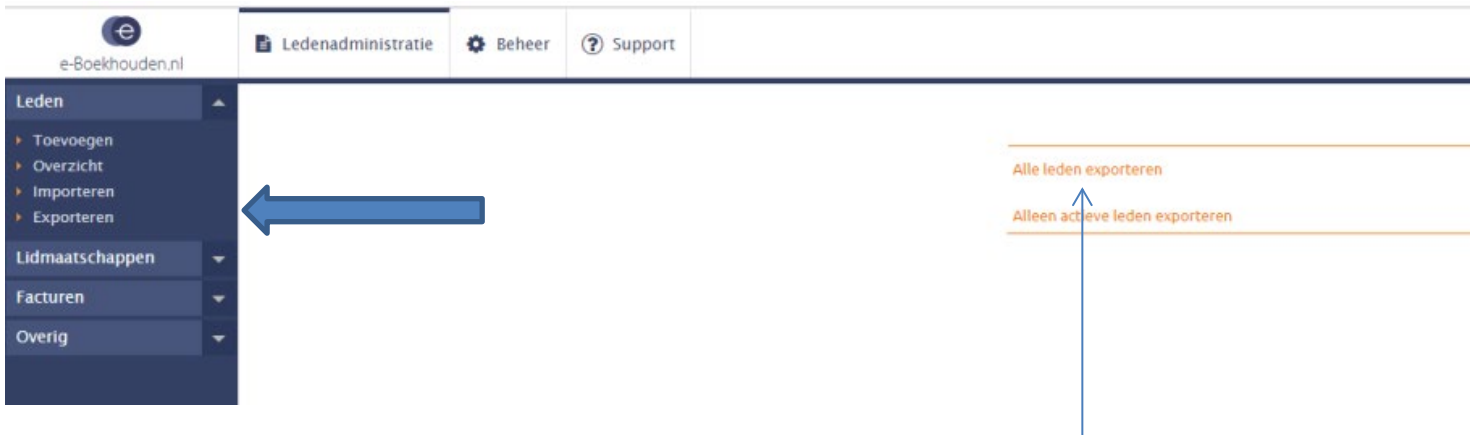 e-Boekhouden.nl
Ledenadministratie
Beheer
Support
Leden
Toevoegen
Overzicht
Importeren
Exporteren
Lidmaatschappen
Facturen
Overig
Alle leden exporteren
Alleen actieve leden exporteren